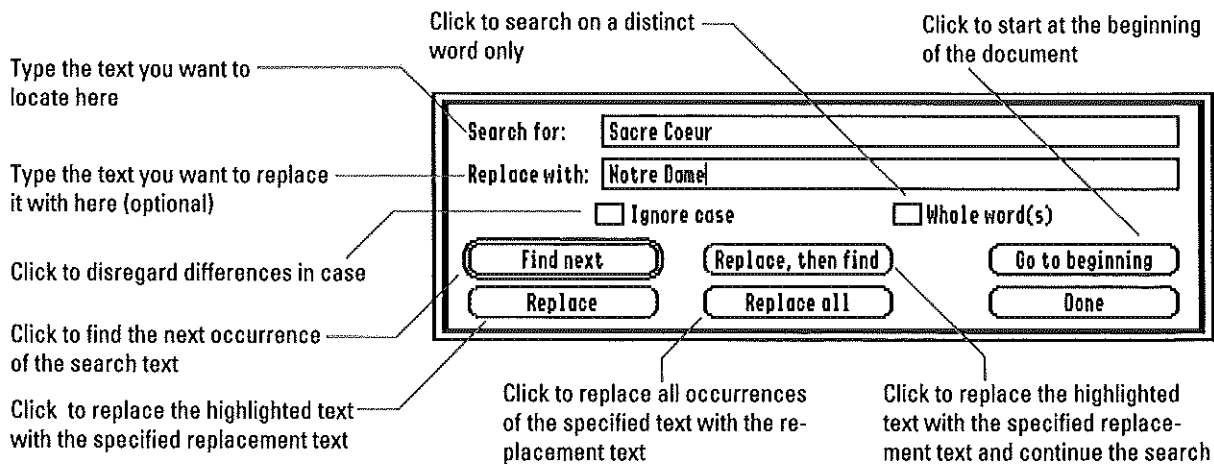 Click to search on a distinct
word only
Click to start at the beginning
of the document
Type the text you want to
locate here
Search for: Sacre Coeur
Type the text you want to replace
it with here (optional)
Replace with: Notre Dame
Ignore case Whole word(s)
Click to disregard differences in case
Find next Replace, then find Go to beginning
Replace Replace all Done
Click to find the next occurrence
of the search text
Click to replace the highlighted text
with the specified replacement text
Click to replace all occurrences
of the specified text with the re-
placement text
Click to replace the highlighted
text with the specified replace-
ment text and continue the search